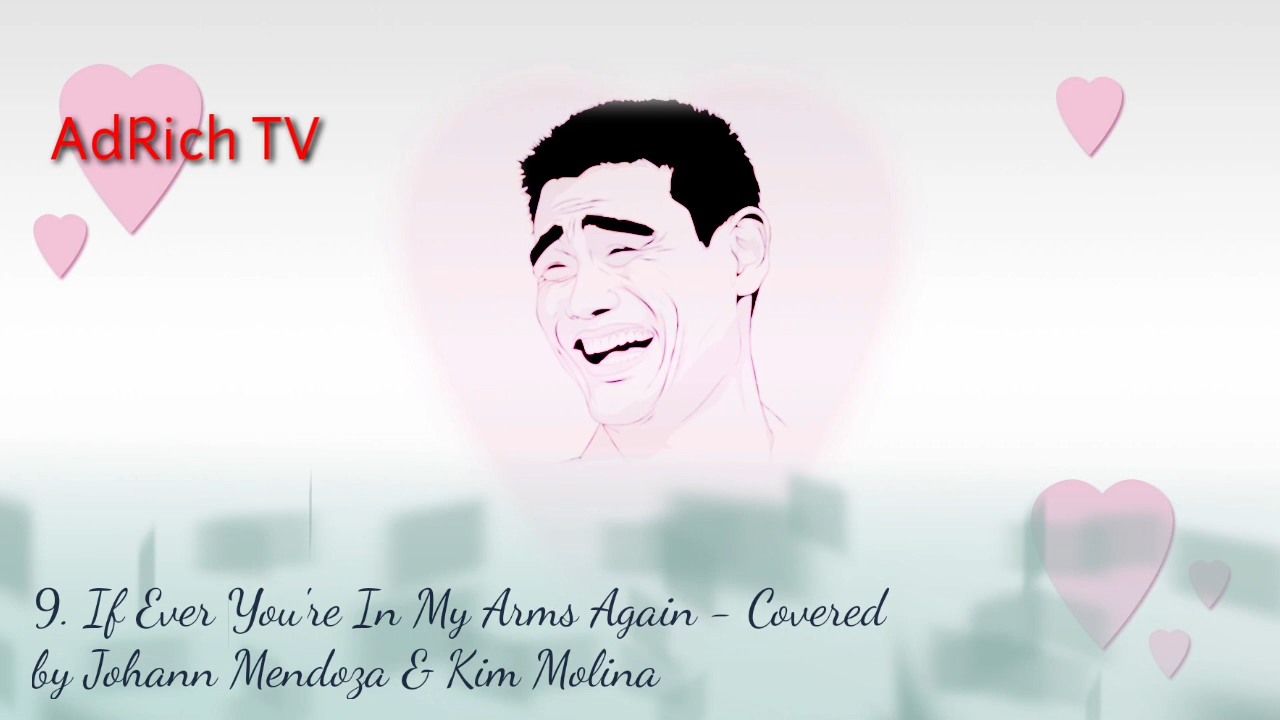 AdRich TV
9. If Ever You're In My Arms Again - Covered
by Johann Mendoza & Kim Molina